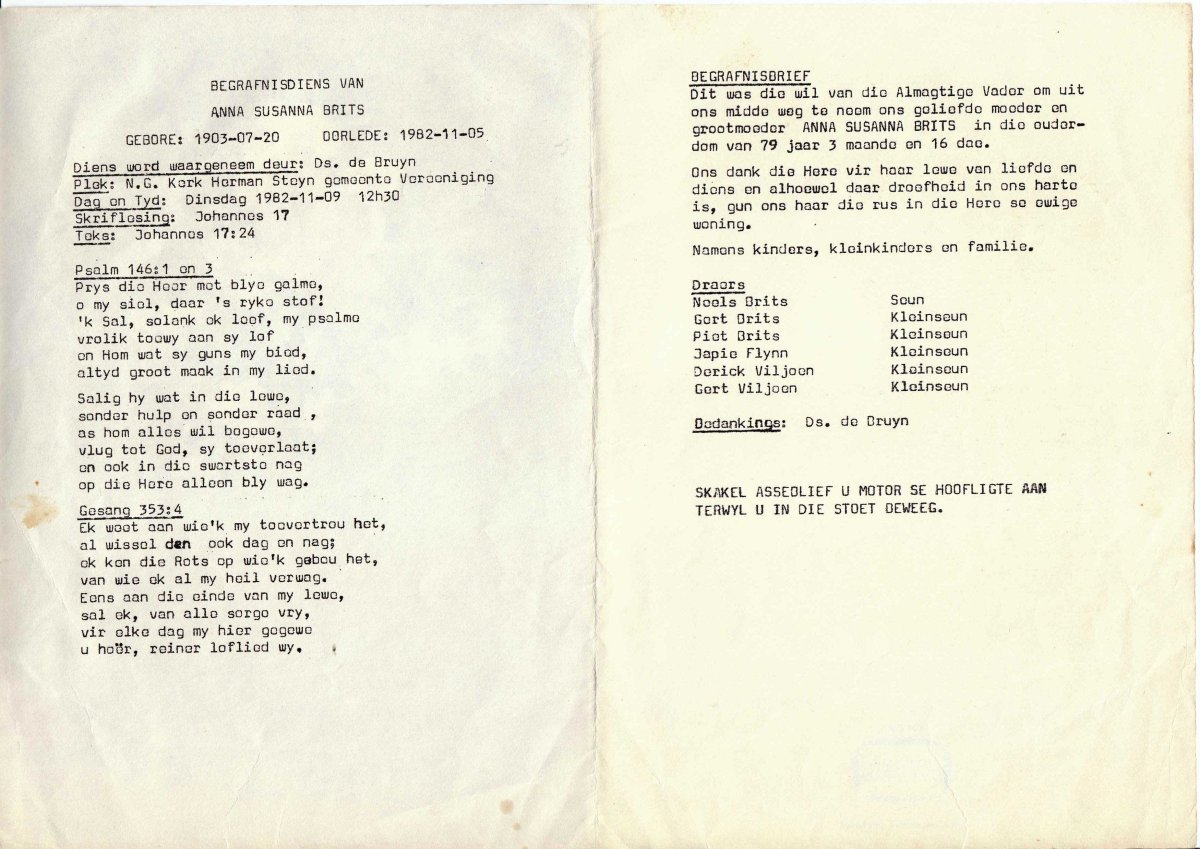 BEGRAFNISDIENS VAN
ANNA SUSANNA BRITS
GEBORE: 1903-07-20 OORLEDE: 1982-11-05
Diens word waargeneem deur: Ds. de Bruyn
Plek: N.G. Kerk Herman Steyn gemeente Vereeniging
Dag en Tyd: Dinsdag 1982-11-09 12h30
Skriflesing: Johannes 17
Teks: Johannes 17:24
Psalm 146:1 en 3
Prys die Heer met blye galme,
o my siel, daar 's ryke stof!
'k Sal, solank ek leef, my psalme
vrolik toewy aan sy lof
en Hom wat sy guns my bied,
altyd groot maak in my lied.
Salig hy wat in die lewe,
sonder hulp en sonder raad ,
as hom alles wil begewe,
vlug tot God, sy toeverlaat;
en ook in die swartste nag
op die Here alleen bly wag.
Gesang 353:4
Ek weet aan wie'k my toevertrou het,
al wissel den ook dag en nag;
ek ken die Rots op wie'k gebou het,
van wie ek al my heil verwag.
Eens aan die einde van my lewe,
sal ek, van alle sorge vry,
vir elke dag my hier gegewe
u hoër, reiner loflied wy.
BEGRAFNISBRIEF
Dit was die wil van die Almagtige Vader om uit
ons midde weg te neem ons geliefde moeder en
grootmoeder ANNA SUSANNA BRITS in die ouder-
dom van 79 jaar 3 maande en 16 dae.
Ons dank die Here vir haar lewe van liefde en
diens en alhoewel daar droefheid in ons harte
is, gun ons haar die rus in die Here se ewige
woning.
Namens kinders, kleinkinders en familie.
Draers
Neels Brits Seun
Gert Brits Kleinseun
Piet Brits Kleinseun
Japie Flynn Kleinseun
Derick Viljoen Kleinseun
Gert Viljoen Kleinseun
Bedankings: Ds. de Bruyn
SKAKEL ASSEBLIEF U MOTOR SE HOOFLIGTE AAN
TERWYL U IN DIE STOET BEWEEG.